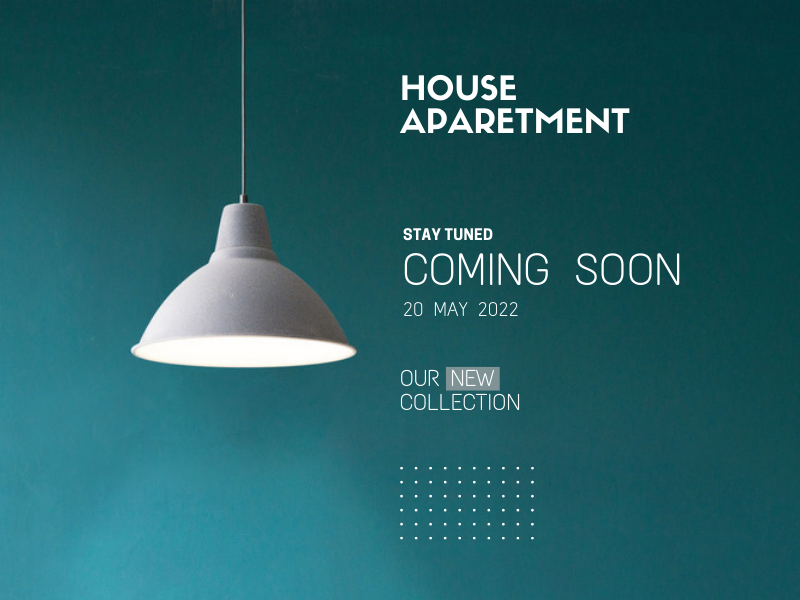 HOUSE
APARETMENT
STAY TUNED
COMING SOON
20 MAY 2022
OUR NEW
COLLECTION